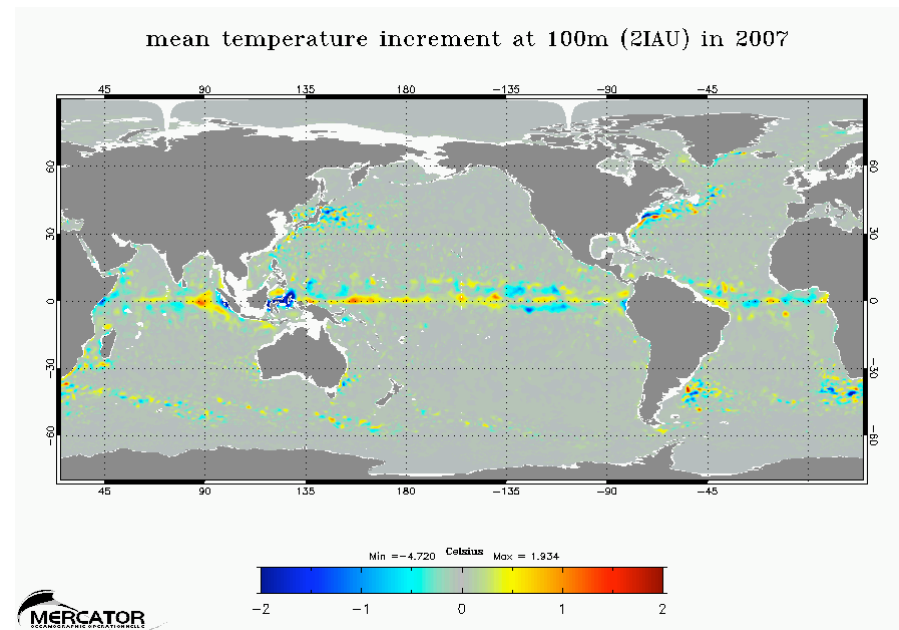 mean temperature increment at 100m (2IAU) in 2007
45 90 135 180 −135 −90 −45
60 60
30 30
0 0
−30 −30
−60 −60
45 90 135 180 −135 −90 −45
Min =−4.720 Celsius Max = 1.934
−2 −1 0 1 2
MERCATOR
OCEANOGRAPHIE OPERATIONNELLE